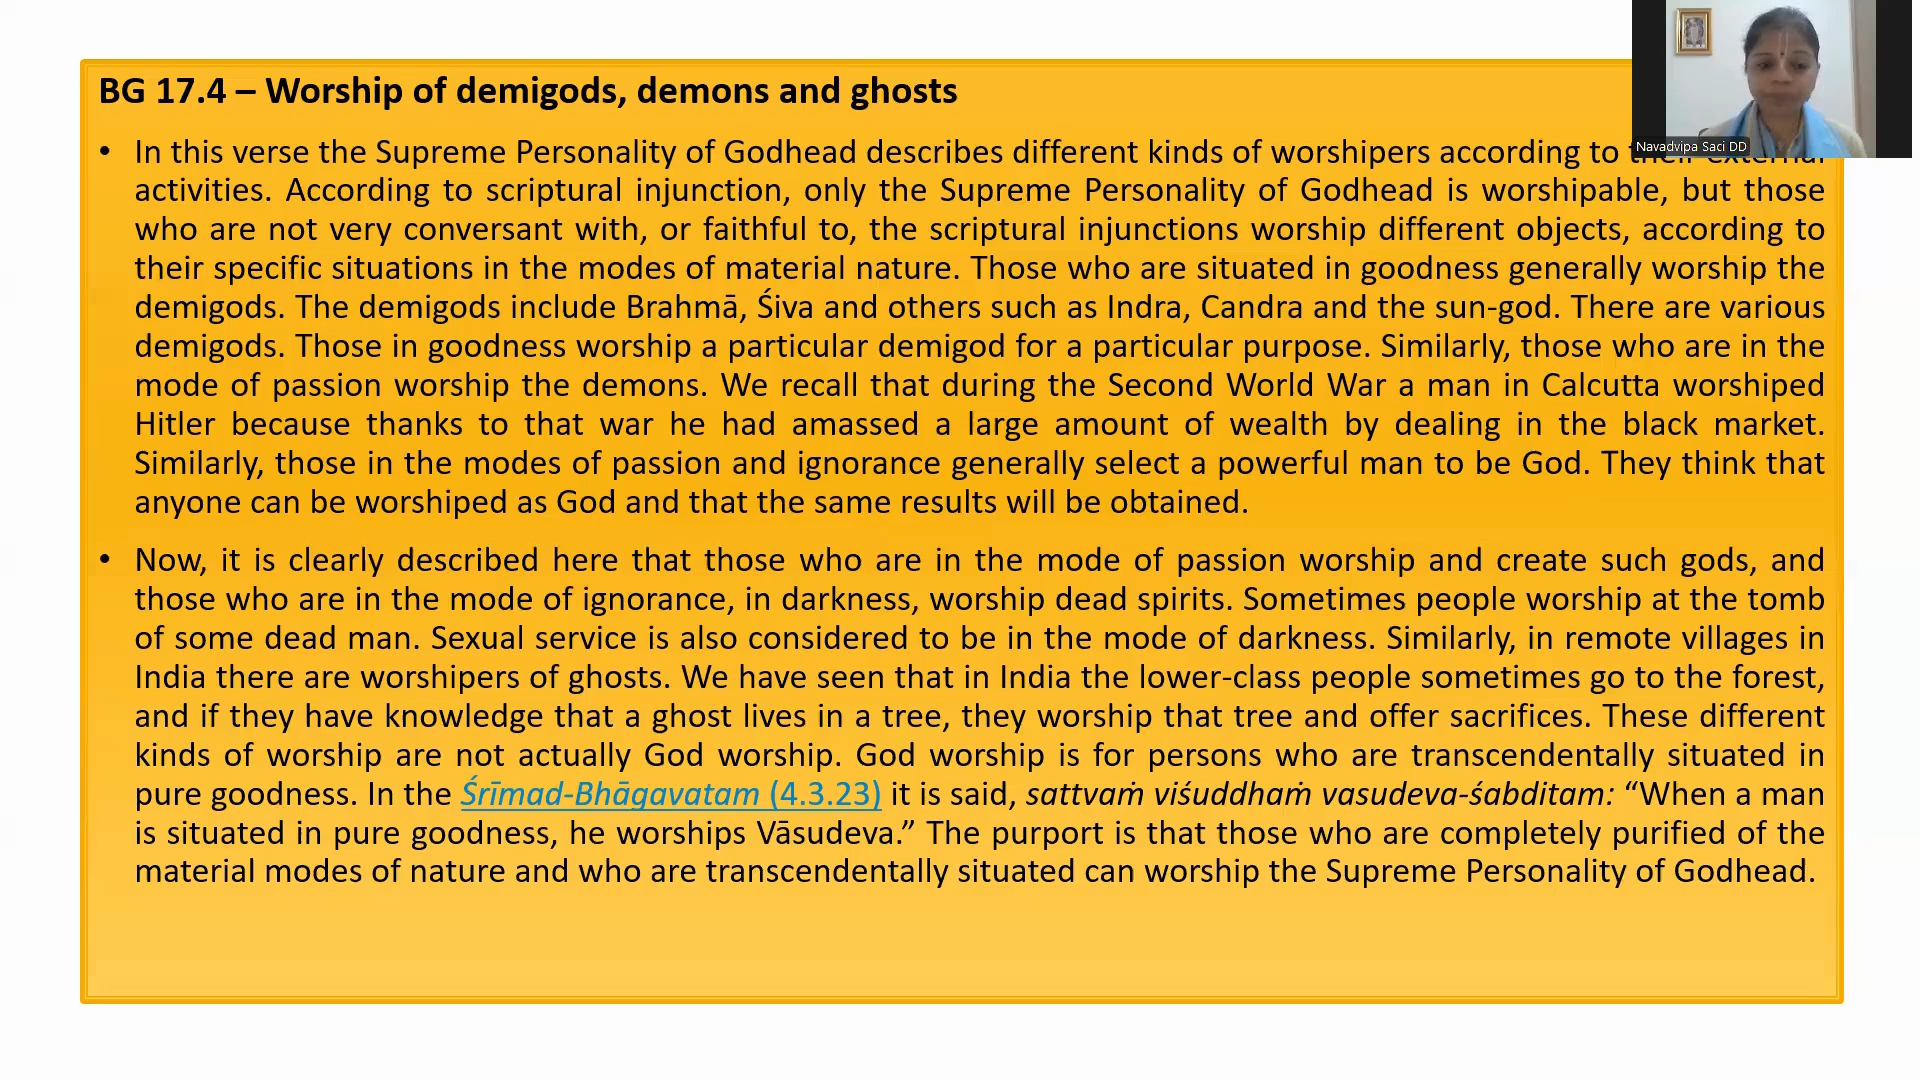 BG 17.4 – Worship of demigods, demons and ghosts
• In this verse the Supreme Personality of Godhead describes different kinds of worshipers according to their external
activities. According to scriptural injunction, only the Supreme Personality of Godhead is worshipable, but those
who are not very conversant with, or faithful to, the scriptural injunctions worship different objects, according to
their specific situations in the modes of material nature. Those who are situated in goodness generally worship the
demigods. The demigods include Brahmā, Śiva and others such as Indra, Candra and the sun-god. There are various
demigods. Those in goodness worship a particular demigod for a particular purpose. Similarly, those who are in the
mode of passion worship the demons. We recall that during the Second World War a man in Calcutta worshiped
Hitler because thanks to that war he had amassed a large amount of wealth by dealing in the black market.
Similarly, those in the modes of passion and ignorance generally select a powerful man to be God. They think that
anyone can be worshiped as God and that the same results will be obtained.
• Now, it is clearly described here that those who are in the mode of passion worship and create such gods, and
those who are in the mode of ignorance, in darkness, worship dead spirits. Sometimes people worship at the tomb
of some dead man. Sexual service is also considered to be in the mode of darkness. Similarly, in remote villages in
India there are worshipers of ghosts. We have seen that in India the lower-class people sometimes go to the forest,
and if they have knowledge that a ghost lives in a tree, they worship that tree and offer sacrifices. These different
kinds of worship are not actually God worship. God worship is for persons who are transcendentally situated in
pure goodness. In the Śrīmad-Bhāgavatam (4.3.23) it is said, sattvaṁ viśuddhaṁ vasudeva-śabditam: “When a man
is situated in pure goodness, he worships Vāsudeva.” The purport is that those who are completely purified of the
material modes of nature and who are transcendentally situated can worship the Supreme Personality of Godhead.
Navadvipa Saci DD